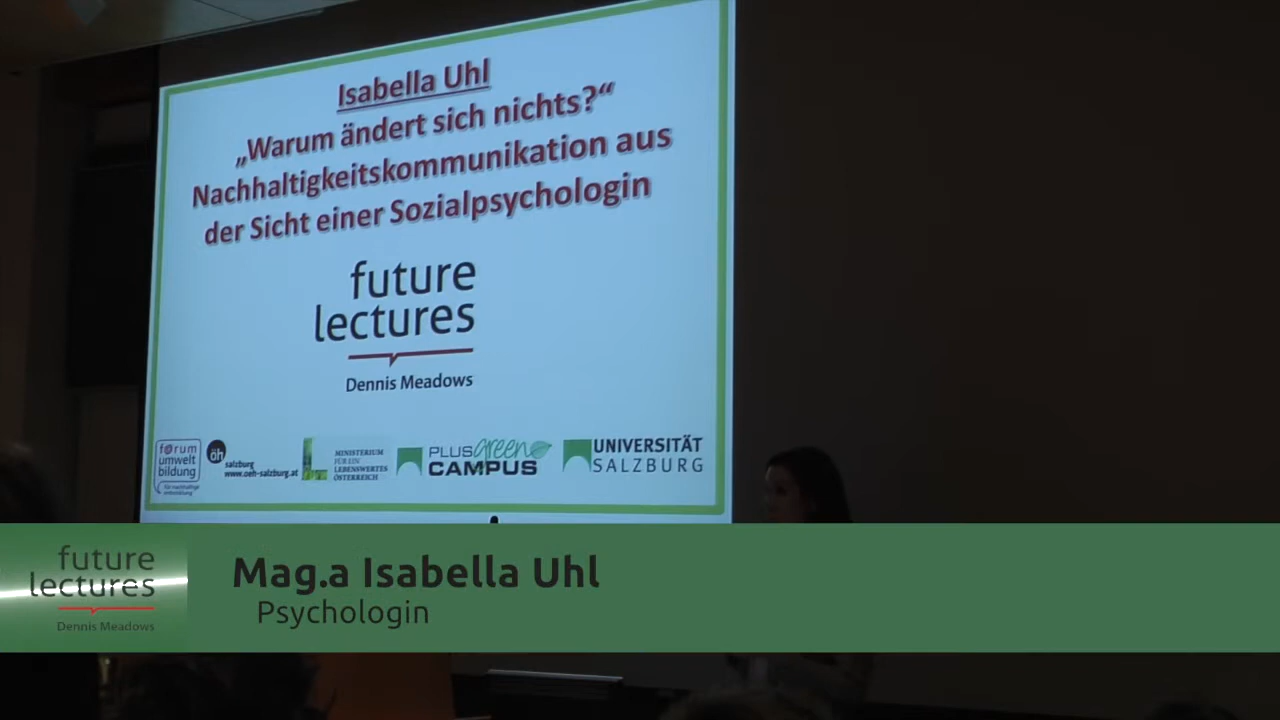 Isabella Uhl
„Warum ändert sich nichts?“
Nachhaltigkeitskommunikation aus
der Sicht einer Sozialpsychologin
future
lectures
Dennis Meadows
forum
umwelt
bildung
öh
salzburg
www.oeh-salzburg.at
MINISTERIUM
FÜR EIN
LEBENSWERTES
ÖSTERREICH
PLUS green
CAMPUS
UNIVERSITÄT
SALZBURG
future
lectures
Dennis Meadows
Mag.a Isabella Uhl
Psychologin